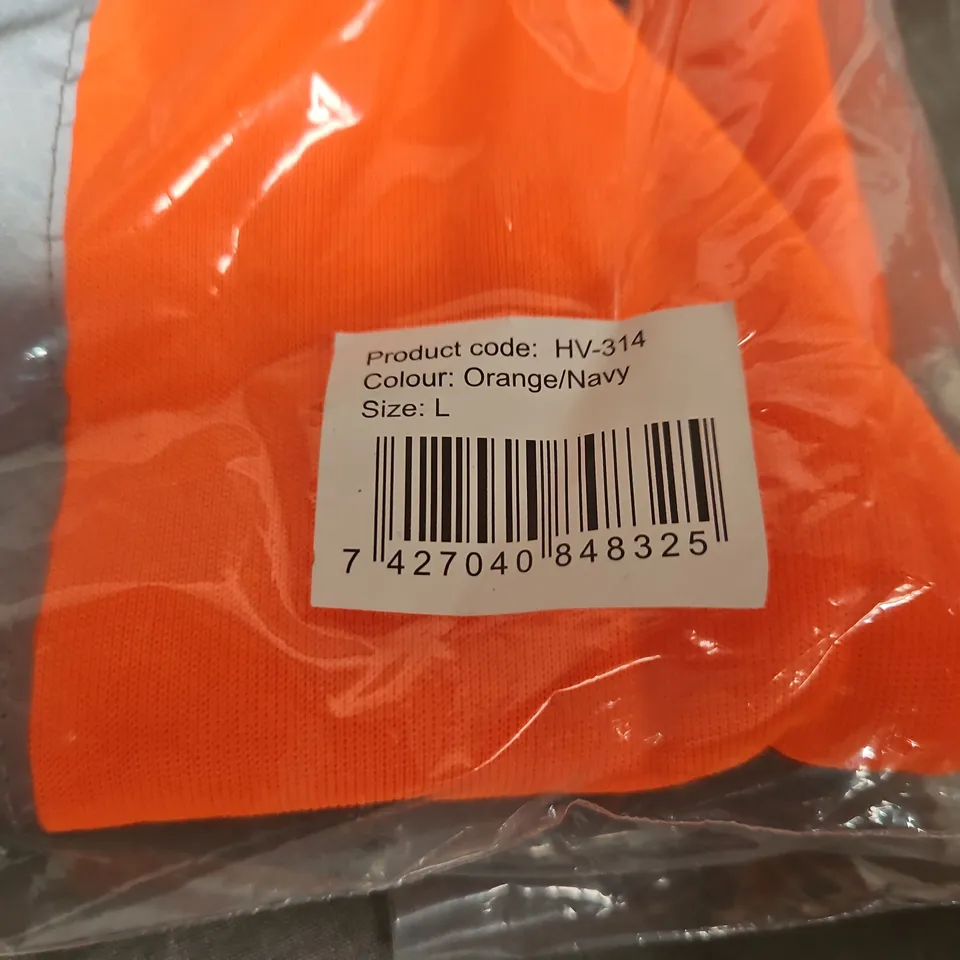 Product code: HV-314
Colour: Orange/Navy
Size: L
7 427040 848325